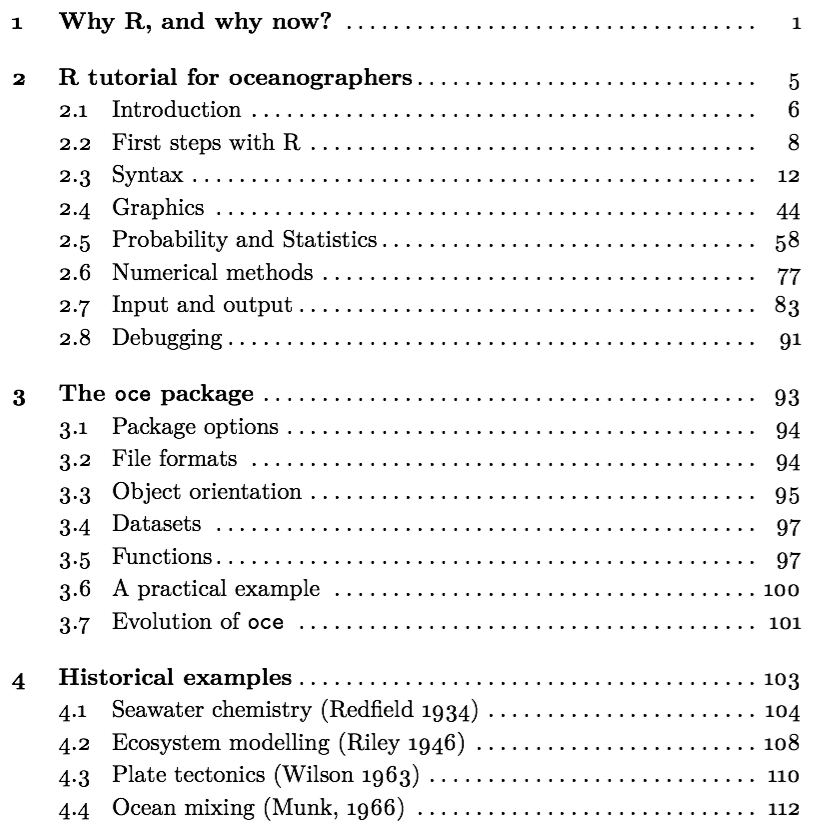 1 Why R, and why now? . . . . . . . . . . . . . . . . . . . . . . . . . . . . . . . . . . . 1
2 R tutorial for oceanographers . . . . . . . . . . . . . . . . . . . . . . . . . . . . . 5
2.1 Introduction . . . . . . . . . . . . . . . . . . . . . . . . . . . . . . . . . . . . . . . . . . . 6
2.2 First steps with R . . . . . . . . . . . . . . . . . . . . . . . . . . . . . . . . . . . . . . 8
2.3 Syntax . . . . . . . . . . . . . . . . . . . . . . . . . . . . . . . . . . . . . . . . . . . . . . . . 12
2.4 Graphics . . . . . . . . . . . . . . . . . . . . . . . . . . . . . . . . . . . . . . . . . . . . . . 44
2.5 Probability and Statistics . . . . . . . . . . . . . . . . . . . . . . . . . . . . . . . . 58
2.6 Numerical methods . . . . . . . . . . . . . . . . . . . . . . . . . . . . . . . . . . . . . 77
2.7 Input and output . . . . . . . . . . . . . . . . . . . . . . . . . . . . . . . . . . . . . . . 83
2.8 Debugging . . . . . . . . . . . . . . . . . . . . . . . . . . . . . . . . . . . . . . . . . . . . . 91
3 The oce package . . . . . . . . . . . . . . . . . . . . . . . . . . . . . . . . . . . . . . . . . . 93
3.1 Package options . . . . . . . . . . . . . . . . . . . . . . . . . . . . . . . . . . . . . . . . 94
3.2 File formats . . . . . . . . . . . . . . . . . . . . . . . . . . . . . . . . . . . . . . . . . . . 94
3.3 Object orientation . . . . . . . . . . . . . . . . . . . . . . . . . . . . . . . . . . . . . . 95
3.4 Datasets . . . . . . . . . . . . . . . . . . . . . . . . . . . . . . . . . . . . . . . . . . . . . . 97
3.5 Functions . . . . . . . . . . . . . . . . . . . . . . . . . . . . . . . . . . . . . . . . . . . . . . 97
3.6 A practical example . . . . . . . . . . . . . . . . . . . . . . . . . . . . . . . . . . . . 100
3.7 Evolution of oce . . . . . . . . . . . . . . . . . . . . . . . . . . . . . . . . . . . . . . . 101
4 Historical examples . . . . . . . . . . . . . . . . . . . . . . . . . . . . . . . . . . . . . . . 103
4.1 Seawater chemistry (Redfield 1934) . . . . . . . . . . . . . . . . . . . . . . . 104
4.2 Ecosystem modelling (Riley 1946) . . . . . . . . . . . . . . . . . . . . . . . . 108
4.3 Plate tectonics (Wilson 1963) . . . . . . . . . . . . . . . . . . . . . . . . . . . . 110
4.4 Ocean mixing (Munk, 1966) . . . . . . . . . . . . . . . . . . . . . . . . . . . . . 112